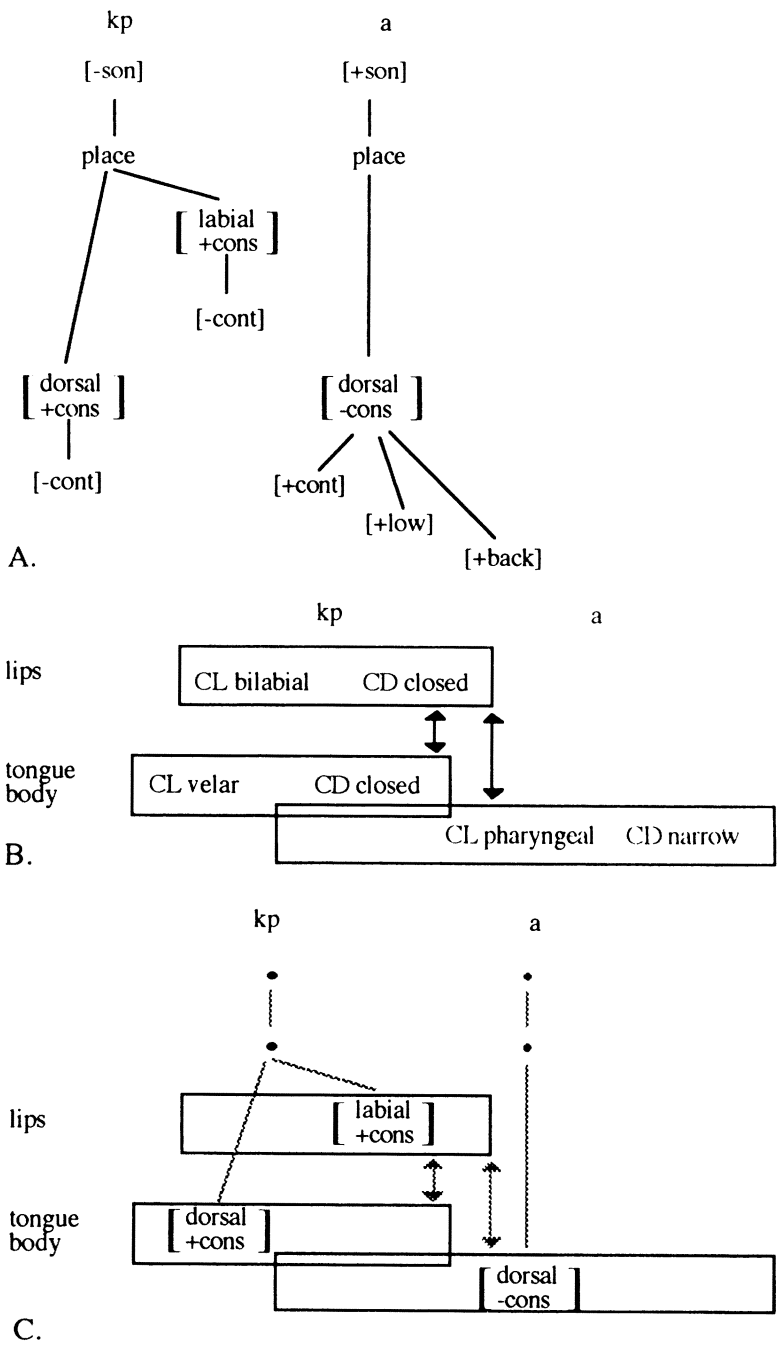 kp a
[-son] [+son]
place place
[labial
+cons]
[-cont]
[dorsal
+cons] [dorsal
-cons]
[-cont] [+cont]
[+low]
[+back]
A.
kp a
lips
CL bilabial CD closed
tongue
body
CL velar CD closed
CL pharyngeal CD narrow
B.
kp a
lips
[labial
+cons]
tongue
body
[dorsal
+cons]
[dorsal
-cons]
C.